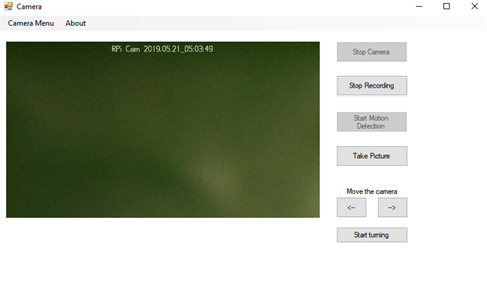 Camera
Camera Menu About
RPi Cam 2019.05.21_05:03:49
Stop Camera
Stop Recording
Start Motion
Detection
Take Picture
Move the camera
<-- -->
Start turning